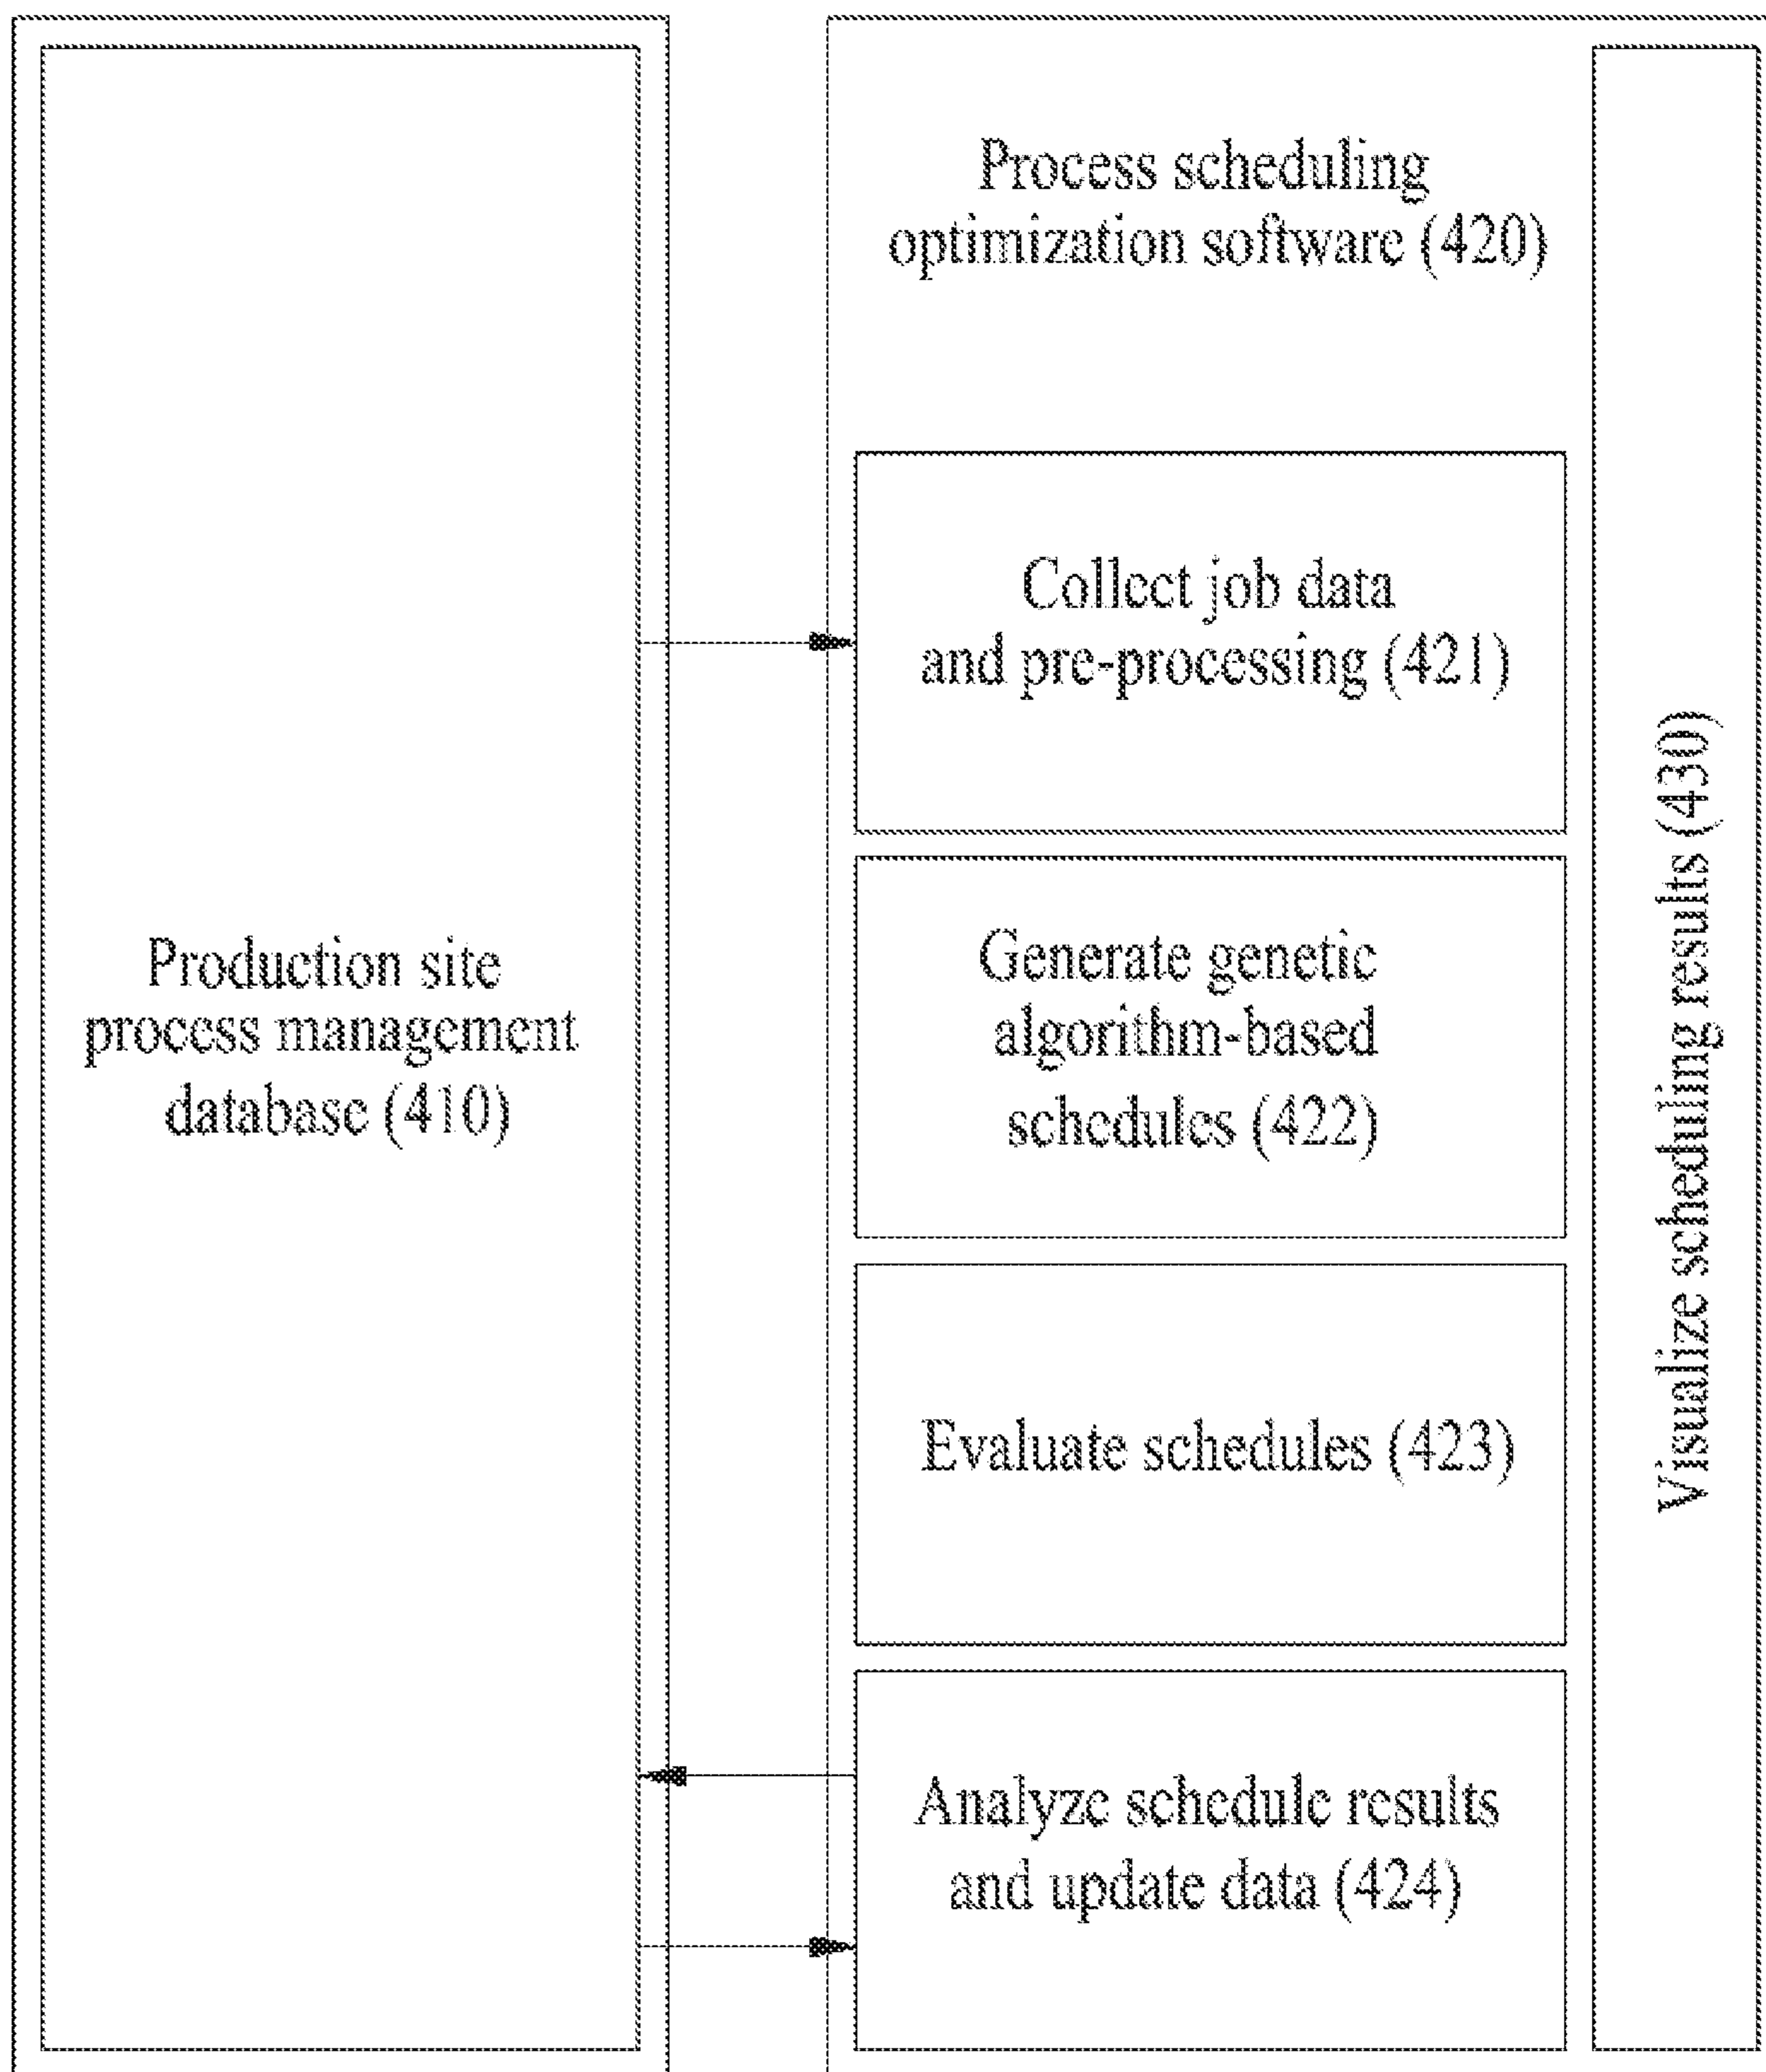 Production site
process management
database (410)
Process scheduling
optimization software (420)
Collect job data
and pre-processing (421)
Generate genetic
algorithm-based
schedules (422)
Evaluate schedules (423)
Analyze schedule results
and update data (424)
Visualize scheduling results (430)